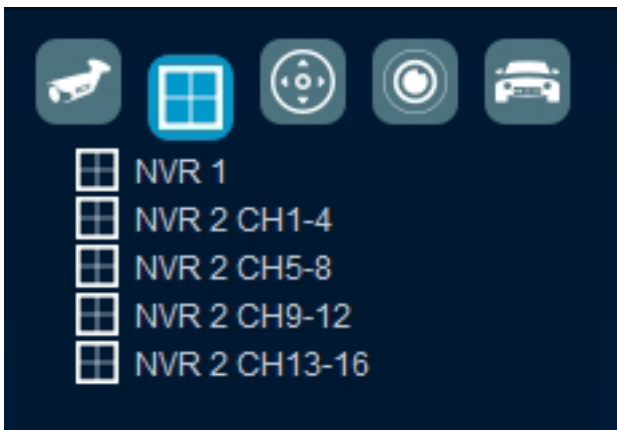 NVR 1
NVR 2 CH1-4
NVR 2 CH5-8
NVR 2 CH9-12
NVR 2 CH13-16